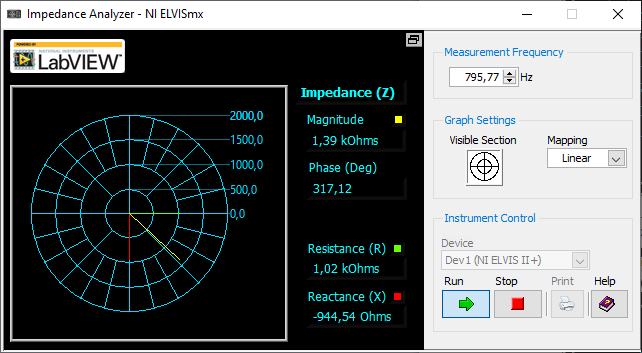 Impedance Analyzer - NI ELVISmx
POWERED BY
NATIONAL INSTRUMENTS
LabVIEW™
2000,0
1500,0
1000,0
500,0
0,0
Impedance (Z)
Magnitude
1,39 kOhms
Phase (Deg)
317,12
Resistance (R)
1,02 kOhms
Reactance (X)
-944,54 Ohms
Measurement Frequency
795,77 Hz
Graph Settings
Visible Section
Mapping
Linear
Instrument Control
Device
Dev1 (NI ELVIS II+)
Run Stop Print Help